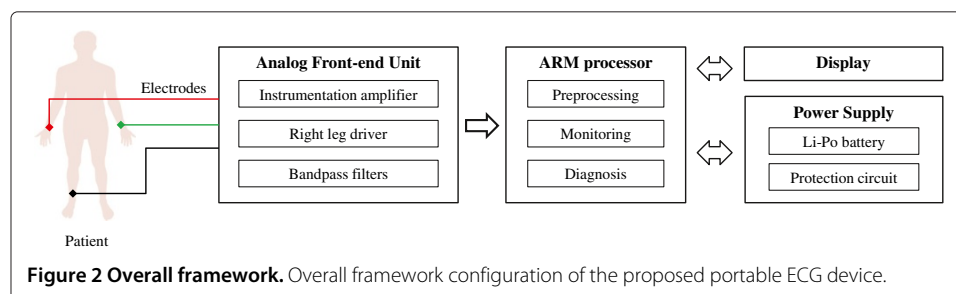 Electrodes
Patient
Analog Front-end Unit
Instrumentation amplifier
Right leg driver
Bandpass filters
ARM processor
Preprocessing
Monitoring
Diagnosis
Display
Power Supply
Li-Po battery
Protection circuit
Figure 2 Overall framework. Overall framework configuration of the proposed portable ECG device.